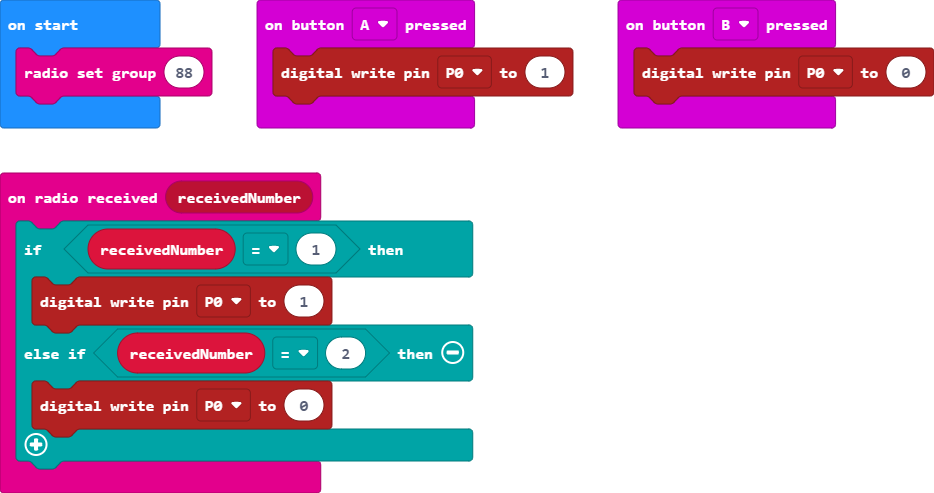 on start
radio set group 88
on button A pressed
digital write pin P0 to 1
on button B pressed
digital write pin P0 to 0
on radio received receivedNumber
if receivedNumber = 1 then
digital write pin P0 to 1
else if receivedNumber = 2 then
digital write pin P0 to 0